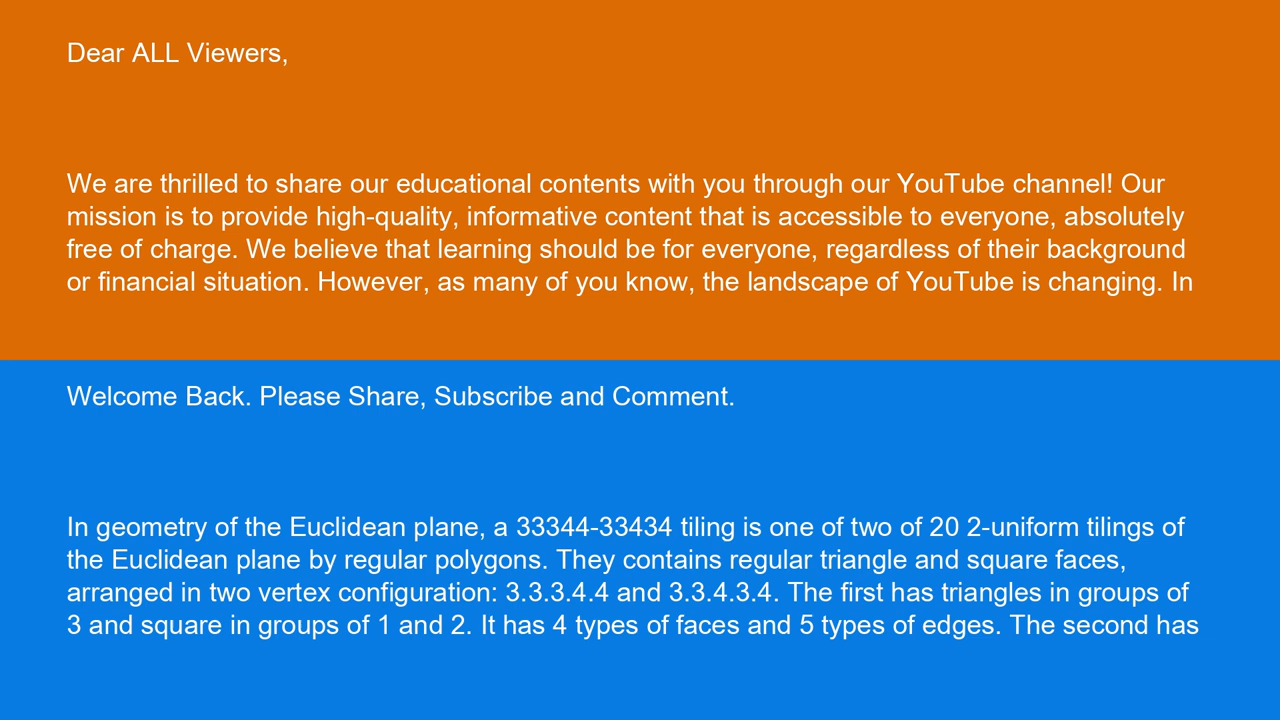 Dear ALL Viewers,
We are thrilled to share our educational contents with you through our YouTube channel! Our
mission is to provide high-quality, informative content that is accessible to everyone, absolutely
free of charge. We believe that learning should be for everyone, regardless of their background
or financial situation. However, as many of you know, the landscape of YouTube is changing. In
Welcome Back. Please Share, Subscribe and Comment.
In geometry of the Euclidean plane, a 33344-33434 tiling is one of two of 20 2-uniform tilings of
the Euclidean plane by regular polygons. They contains regular triangle and square faces,
arranged in two vertex configuration: 3.3.3.4.4 and 3.3.4.3.4. The first has triangles in groups of
3 and square in groups of 1 and 2. It has 4 types of faces and 5 types of edges. The second has